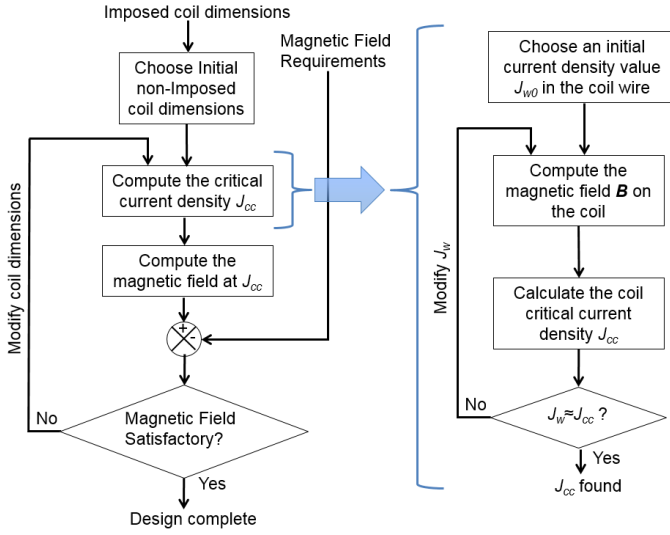 Imposed coil dimensions
Choose Initial
non-Imposed
coil dimensions
Magnetic Field
Requirements
Compute the critical
current density Jcc
Compute the
magnetic field at Jcc
+
-
Magnetic Field
Satisfactory?
No
Yes
Modify coil dimensions
Design complete
Choose an initial
current density value
Jw0 in the coil wire
Compute the
magnetic field B on
the coil
Calculate the coil
critical current
density Jcc
Jw≈Jcc ?
No
Yes
Modify Jw
Jcc found